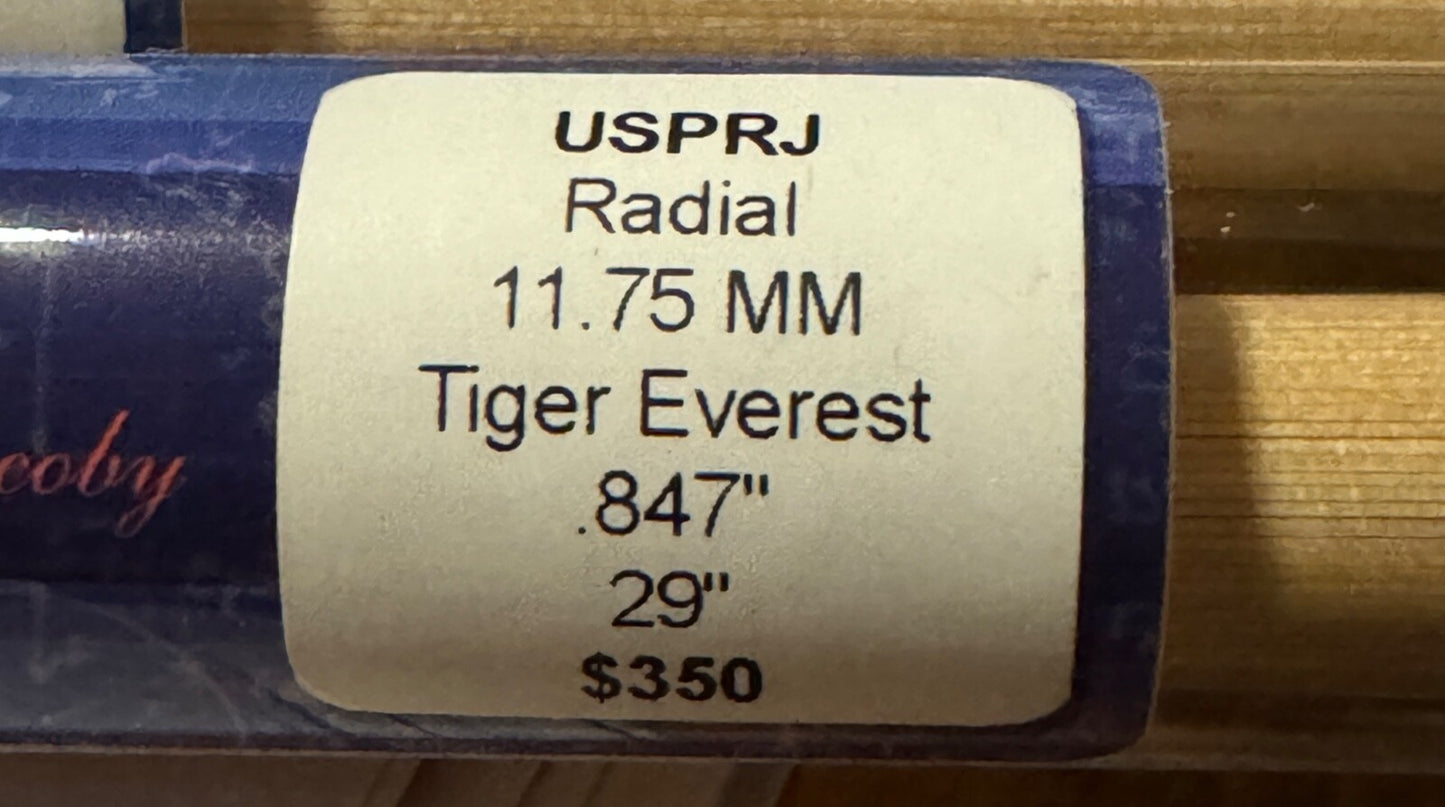 USPRJ
Radial
11.75 MM
Tiger Everest
.847"
29"
$350
coby